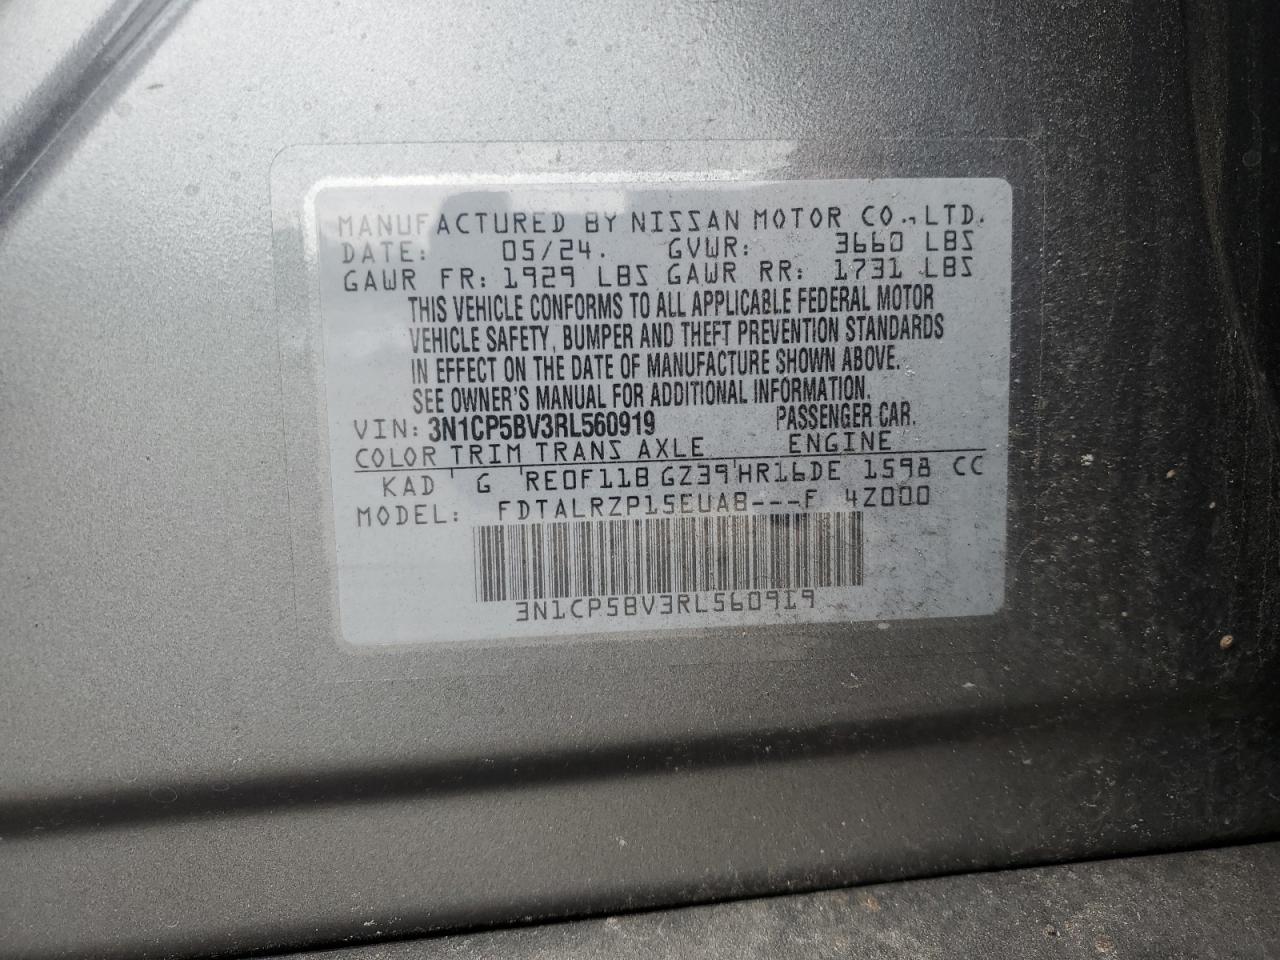 MANUFACTURED BY NISSAN MOTOR CO.,LTD.
DATE: 05/24. GVWR: 3660 LBS
GAWR FR: 1929 LBS GAWR RR: 1731 LBS
THIS VEHICLE CONFORMS TO ALL APPLICABLE FEDERAL MOTOR
VEHICLE SAFETY, BUMPER AND THEFT PREVENTION STANDARDS
IN EFFECT ON THE DATE OF MANUFACTURE SHOWN ABOVE.
SEE OWNER'S MANUAL FOR ADDITIONAL INFORMATION.
VIN: 3N1CP5BV3RL560919 PASSENGER CAR.
COLOR TRIM TRANS AXLE ENGINE
KAD G RE0F11B GZ39 HR16DE 1598 CC
MODEL: FDTALRZP15EUAB---F 4Z000
3N1CP5BV3RL560919